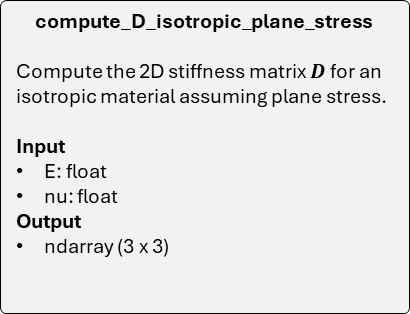 compute_D_isotropic_plane_stress
Compute the 2D stiffness matrix D for an
isotropic material assuming plane stress.
Input
• E: float
• nu: float
Output
• ndarray (3 x 3)